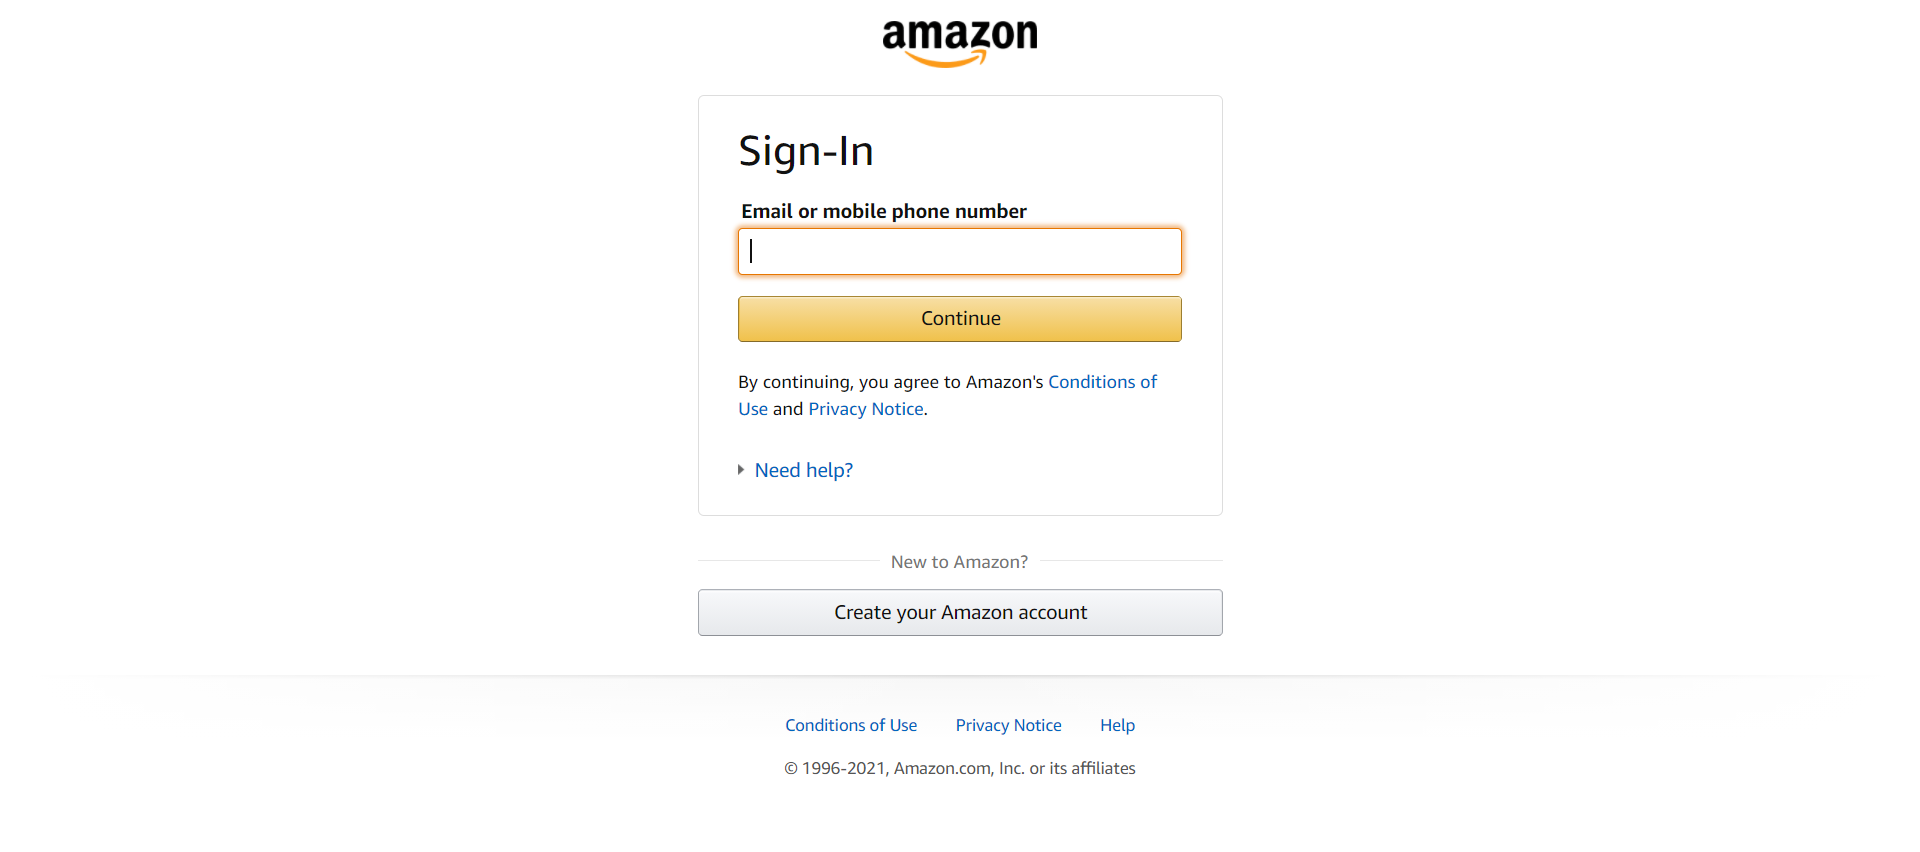 amazon
Sign-In
Email or mobile phone number
Continue
By continuing, you agree to Amazon's Conditions of
Use and Privacy Notice.
Need help?
New to Amazon?
Create your Amazon account
Conditions of Use Privacy Notice Help
© 1996-2021, Amazon.com, Inc. or its affiliates